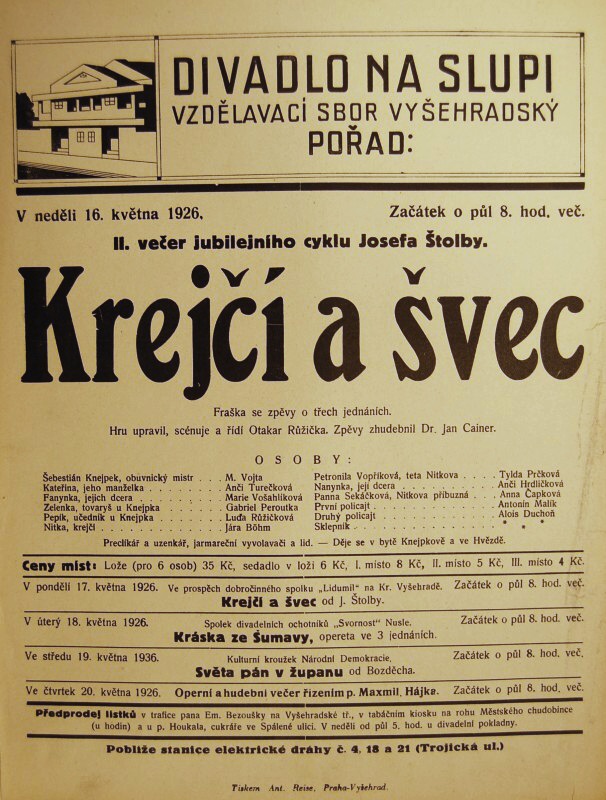 DIVADLO NA SLUPI
VZDĚLAVACÍ SBOR VYŠEHRADSKÝ
POŘAD:
V neděli 16. května 1926. Začátek o půl 8. hod. več.
II. večer jubilejního cyklu Josefa Štolby.
Krejčí a švec
Fraška se zpěvy o třech jednáních.
Hru upravil, scénuje a řídí Otakar Růžička. Zpěvy zhudebnil Dr. Jan Cainer.
OSOBY:
Šebestián Knejpek, obuvnický mistr . . . M. Vojta
Kateřina, jeho manželka . . . . . . . Anči Turečková
Fanynka, jejich dcera . . . . . . . Marie Vošahlíková
Zelenka, tovaryš u Knejpka . . . . . Gabriel Peroutka
Pepík, učedník u Knejpka . . . . . Luďa Růžičková
Nitka, krejčí . . . . . . . . . . Jára Böhm
Petronila Vopříková, teta Nitkova . . . . Tylda Prčková
Nanynka, její dcera . . . . . . . Anči Hrdličková
Panna Sekáčková, Nitkova příbuzná . . . Anna Čapková
První policajt . . . . . . . . . Antonín Malík
Druhý policajt . . . . . . . . . Alois Duchoň
Sklepník . . . . . . . . . . . * * *
Preclíkář a uzenkář, jarmareční vyvolavači a lid. — Děje se v bytě Knejpkově a ve Hvězdě.
Ceny míst: Lóže (pro 6 osob) 35 Kč, sedadlo v loži 6 Kč, I. místo 8 Kč, II. místo 5 Kč, III. místo 4 Kč.
V pondělí 17. května 1926. Ve prospěch dobročinného spolku „Lidumil" na Kr. Vyšehradě. Začátek o půl 8. hod. več.
Krejčí a švec od J. Štolby.
V úterý 18. května 1926. Spolek divadelních ochotníků „Svornost" Nusle. Začátek o půl 8. hod. več.
Kráska ze Šumavy, opereta ve 3 jednáních.
Ve středu 19. května 1936. Kulturní kroužek Národní Demokracie. Začátek o půl 8. hod. več.
Světa pán v županu od Bozděcha.
Ve čtvrtek 20. května 1926. Operní a hudební večer řízením p. Maxmil. Hájka. Začátek o půl 8. hod. več.
Předprodej lístků v trafice pana Em. Bezoušky na Vyšehradské tř., v tabáčním kiosku na rohu Městského chudobince
(u hodin) a u p. Houkala, cukráře ve Spálené ulici. V neděli od půl 5. hod. u divadelní pokladny.
Poblíže stanice elektrické dráhy č. 4, 18 a 21 (Trojická ul.)
Tiskem Ant. Reise, Praha-Vyšehrad.